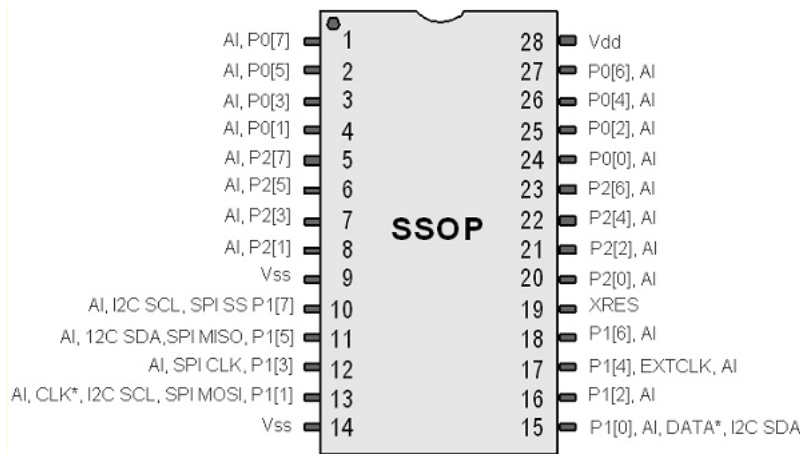 AI, P0[7] 1 28 Vdd
AI, P0[5] 2 27 P0[6], AI
AI, P0[3] 3 26 P0[4], AI
AI, P0[1] 4 25 P0[2], AI
AI, P2[7] 5 24 P0[0], AI
AI, P2[5] 6 23 P2[6], AI
AI, P2[3] 7 22 P2[4], AI
SSOP
AI, P2[1] 8 21 P2[2], AI
Vss 9 20 P2[0], AI
AI, I2C SCL, SPI SS P1[7] 10 19 XRES
AI, 12C SDA,SPI MISO, P1[5] 11 18 P1[6], AI
AI, SPI CLK, P1[3] 12 17 P1[4], EXTCLK, AI
AI, CLK*, I2C SCL, SPI MOSI, P1[1] 13 16 P1[2], AI
Vss 14 15 P1[0], AI, DATA*, I2C SDA